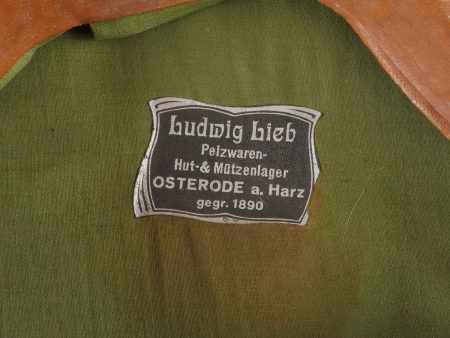 Ludwig Lieb
Pelzwaren-
Hut-& Mützenlager
OSTERODE a. Harz
gegr. 1890